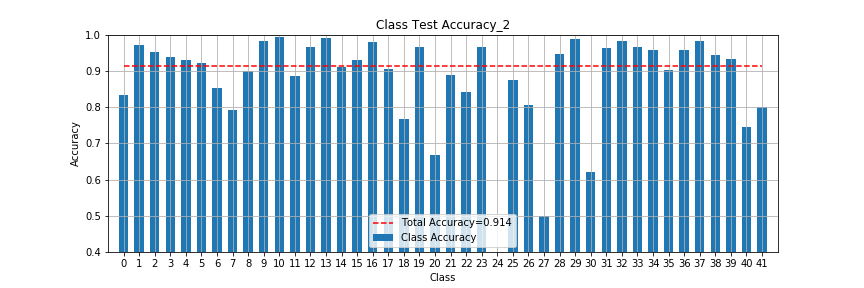 Class Test Accuracy_2
1.0
0.9
0.8
0.7
0.6
0.5
0.4
Accuracy
Total Accuracy=0.914
Class Accuracy
0 1 2 3 4 5 6 7 8 9 10 11 12 13 14 15 16 17 18 19 20 21 22 23 24 25 26 27 28 29 30 31 32 33 34 35 36 37 38 39 40 41
Class